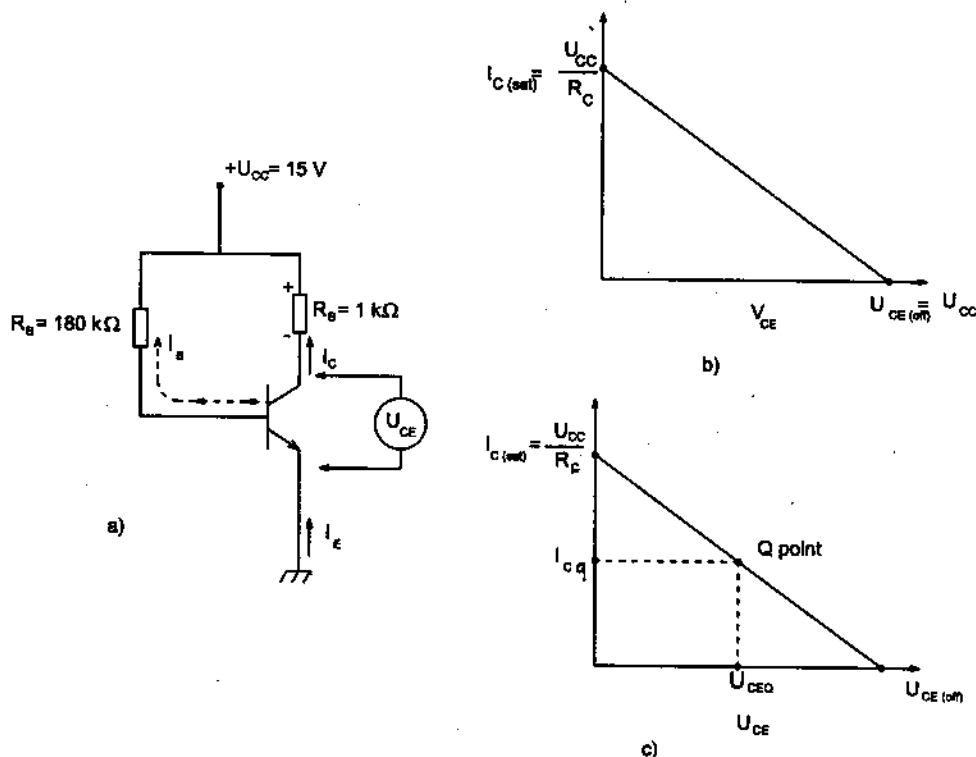 +U_CC = 15 V
R_B = 180 kΩ
R_B = 1 kΩ
+
-
I_B
I_C
U_CE
I_E
a)
I_C (sat) = U_CC / R_C
V_CE
U_CE (off) = U_CC
b)
I_C (sat) = U_CC / R_C
I_C q
Q point
U_CEQ
U_CE (off)
U_CE
c)